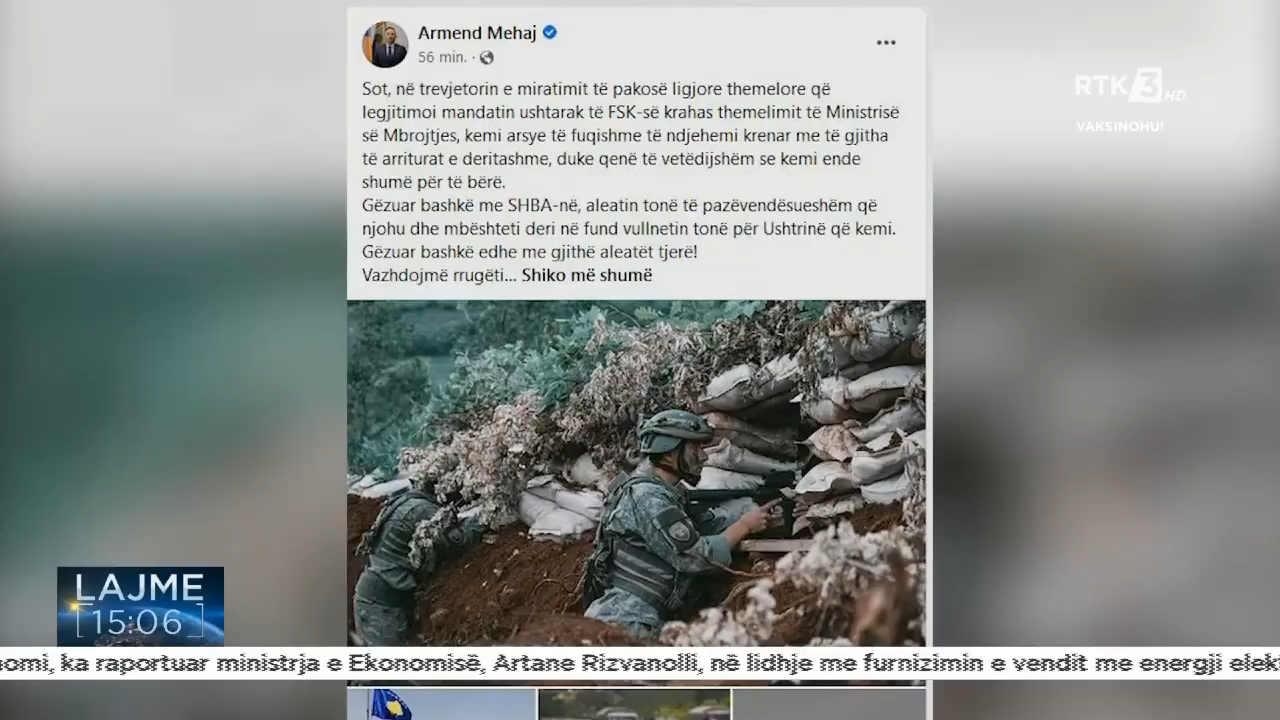 Armend Mehaj
56 min.
Sot, në trevjetorin e miratimit të pakosë ligjore themelore që
legjitimoi mandatin ushtarak të FSK-së krahas themelimit të Ministrisë
së Mbrojtjes, kemi arsye të fuqishme të ndjehemi krenar me të gjitha
të arriturat e deritashme, duke qenë të vetëdijshëm se kemi ende
shumë për të bërë.
Gëzuar bashkë me SHBA-në, aleatin tonë të pazëvendësueshëm që
njohu dhe mbështeti deri në fund vullnetin tonë për Ushtrinë që kemi.
Gëzuar bashkë edhe me gjithë aleatët tjerë!
Vazhdojmë rrugëti... Shiko më shumë
RTK 3 HD
VAKSINOHU!
LAJME
15:06
omi, ka raportuar ministrja e Ekonomisë, Artane Rizvanolli, në lidhje me furnizimin e vendit me energji elek